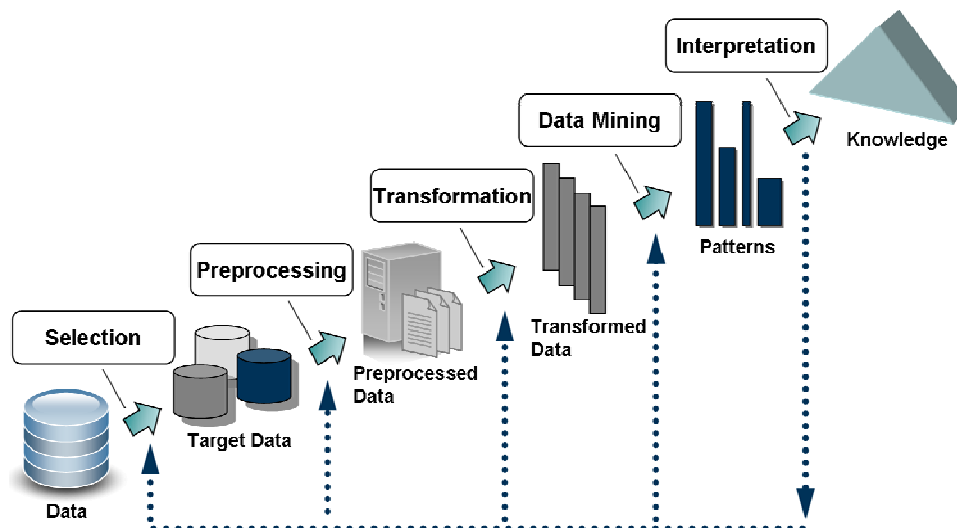 Interpretation
Knowledge
Data Mining
Patterns
Transformation
Transformed
Data
Preprocessing
Preprocessed
Data
Selection
Target Data
Data